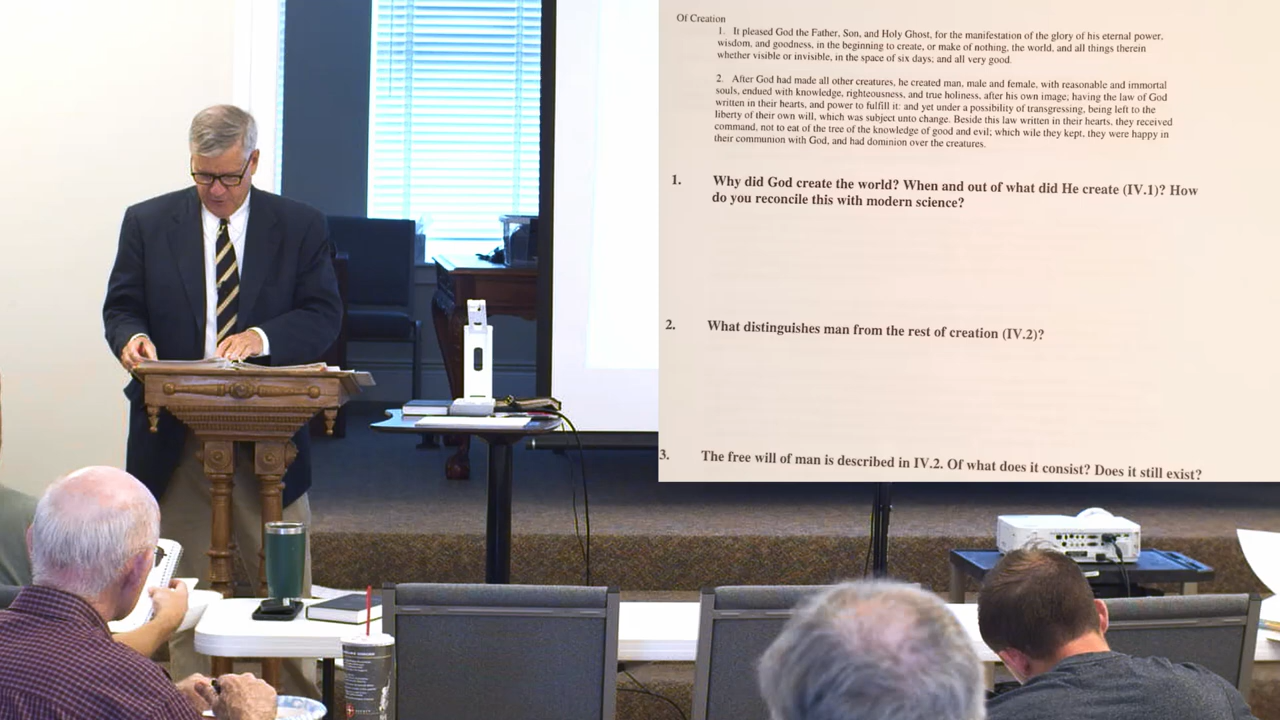 Of Creation
1. It pleased God the Father, Son, and Holy Ghost, for the manifestation of the glory of his eternal power,
wisdom, and goodness, in the beginning to create, or make of nothing, the world, and all things therein
whether visible or invisible, in the space of six days; and all very good.
2. After God had made all other creatures, he created man, male and female, with reasonable and immortal
souls, endued with knowledge, righteousness, and true holiness, after his own image; having the law of God
written in their hearts, and power to fulfill it: and yet under a possibility of transgressing, being left to the
liberty of their own will, which was subject unto change. Beside this law written in their hearts, they received
command, not to eat of the tree of the knowledge of good and evil; which wile they kept, they were happy in
their communion with God, and had dominion over the creatures.
1. Why did God create the world? When and out of what did He create (IV.1)? How
do you reconcile this with modern science?
2. What distinguishes man from the rest of creation (IV.2)?
3. The free will of man is described in IV.2. Of what does it consist? Does it still exist?